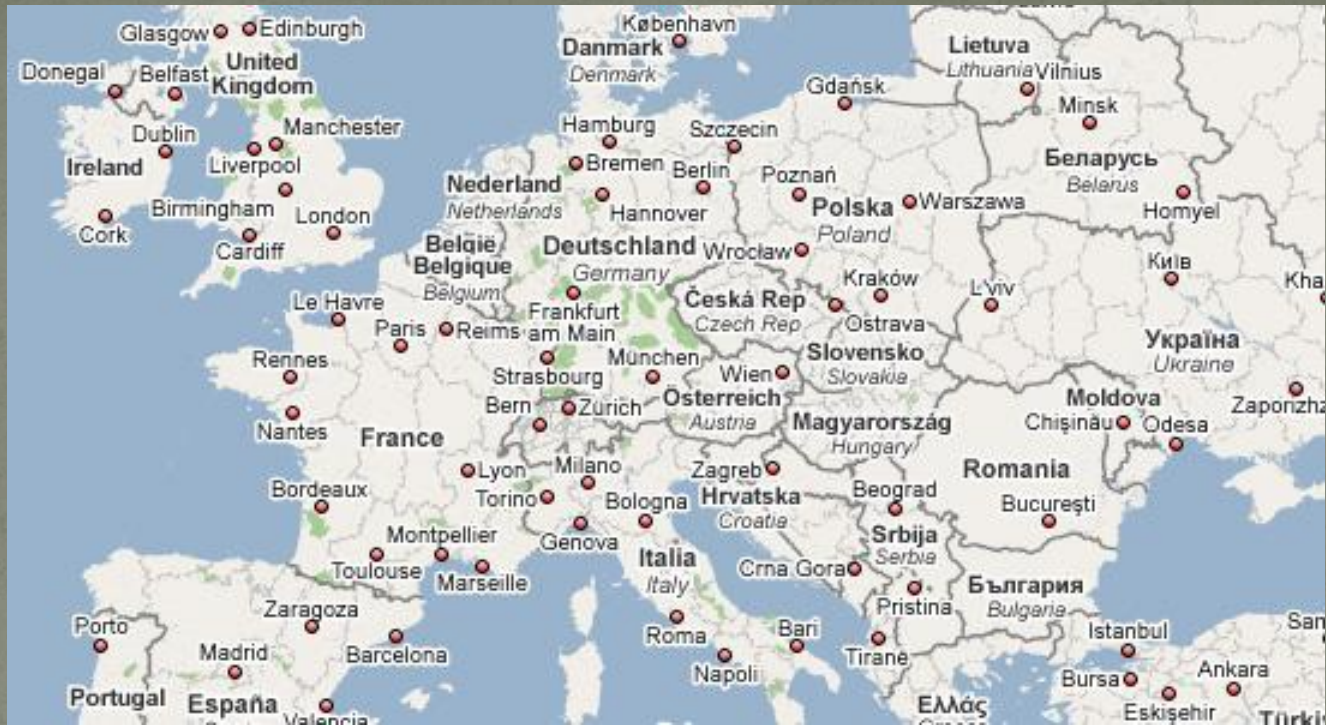 København
Glasgow
Edinburgh
Danmark
Denmark
Lietuva
Lithuania
Vilnius
United
Kingdom
Donegal
Belfast
Gdańsk
Minsk
Dublin
Manchester
Hamburg
Szczecin
Ireland
Liverpool
Bremen
Berlin
Poznań
Беларусь
Belarus
Nederland
Netherlands
Birmingham
London
Hannover
Polska
Poland
Warszawa
Homyel
Cork
Cardiff
België
Belgique
Belgium
Deutschland
Germany
Wrocław
Київ
Kha
Kraków
L'viv
Le Havre
Paris
Reims
Frankfurt
am Main
Česká Rep
Czech Rep
Ostrava
Україна
Ukraine
Rennes
München
Wien
Slovensko
Slovakia
Strasbourg
Bern
Zürich
Österreich
Austria
Moldova
Zaporizhz
Nantes
France
Magyarország
Hungary
Chișinău
Odesa
Lyon
Milano
Zagreb
Romania
Bordeaux
Torino
Bologna
Hrvatska
Croatia
Beograd
București
Montpellier
Genova
Srbija
Serbia
Toulouse
Marseille
Italia
Italy
Crna Gora
България
Bulgaria
Pristina
Zaragoza
Porto
Roma
Bari
Tiranë
Istanbul
San
Madrid
Barcelona
Napoli
Bursa
Ankara
Portugal
España
Valencia
Ελλάς
Eskişehir
Türki